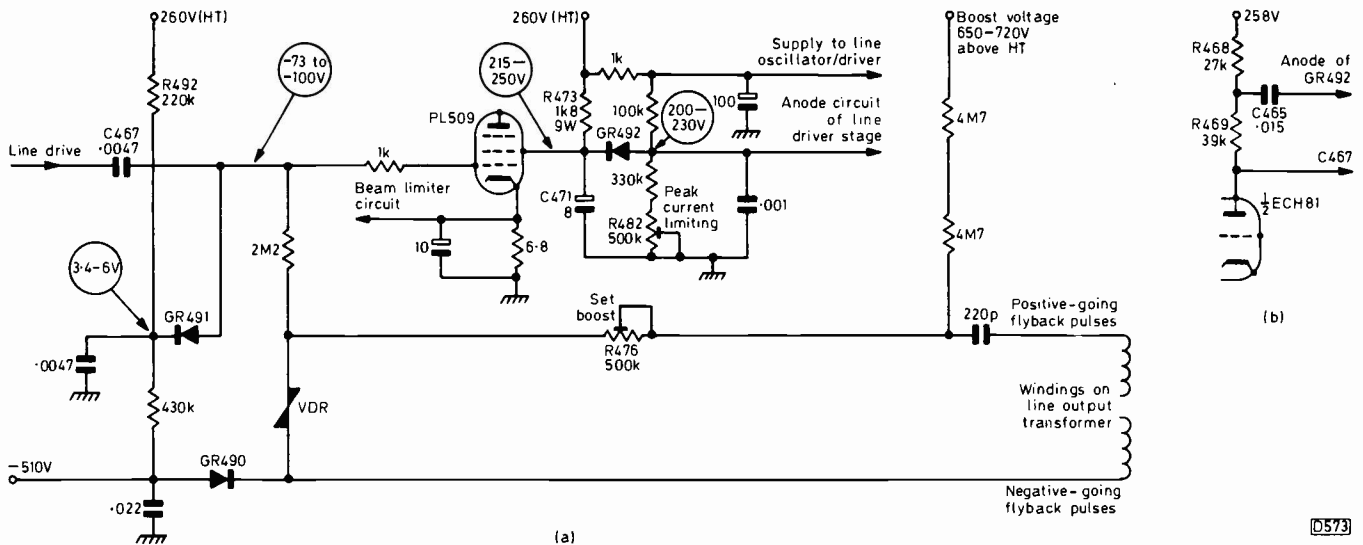 260V (HT)
R492
220k
-73 to
-100V
C467
.0047
Line drive
3.4-6V
GR491
.0047
430k
-510V
.022
GR490
VDR
2M2
1k
Beam limiter
circuit
10
6.8
PL509
215-
250V
260V (HT)
1k
R473
1k8
9W
GR492
100k
200-
230V
100
C471
8
330k
R482
500k
Peak
current
limiting
.001
Supply to line
oscillator/driver
Anode circuit
of line
driver stage
Boost voltage
650-720V
above HT
4M7
4M7
Set
boost
R476
500k
220p
Positive-going
flyback pulses
Windings on
line output
transformer
Negative-going
flyback pulses
(a)
258V
R468
27k
Anode of
GR492
C465
.015
R469
39k
C467
½ECH81
(b)
D573